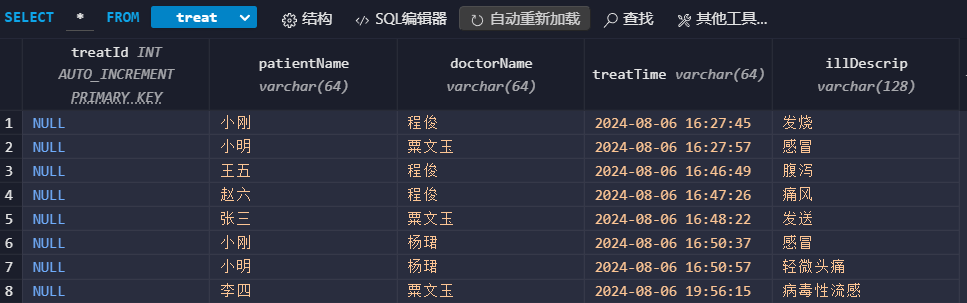 SELECT * FROM treat 结构 </> SQL编辑器 自动重新加载 查找 其他工具...
treatId INT AUTO_INCREMENT PRIMARY KEY patientName varchar(64) doctorName varchar(64) treatTime varchar(64) illDescrip varchar(128)
1 NULL 小刚 程俊 2024-08-06 16:27:45 发烧
2 NULL 小明 粟文玉 2024-08-06 16:27:57 感冒
3 NULL 王五 程俊 2024-08-06 16:46:49 腹泻
4 NULL 赵六 程俊 2024-08-06 16:47:26 痛风
5 NULL 张三 粟文玉 2024-08-06 16:48:22 发送
6 NULL 小刚 杨珺 2024-08-06 16:50:37 感冒
7 NULL 小明 杨珺 2024-08-06 16:50:57 轻微头痛
8 NULL 李四 粟文玉 2024-08-06 19:56:15 病毒性流感